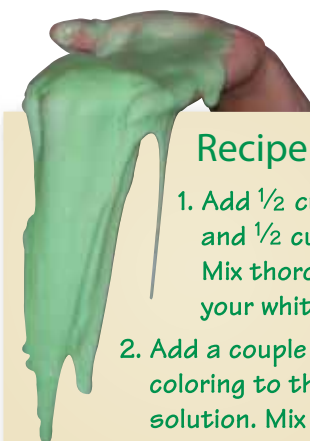 Recipe
1. Add ½ c
and ½ cu
Mix thoro
your whit
2. Add a couple
coloring to th
solution. Mix